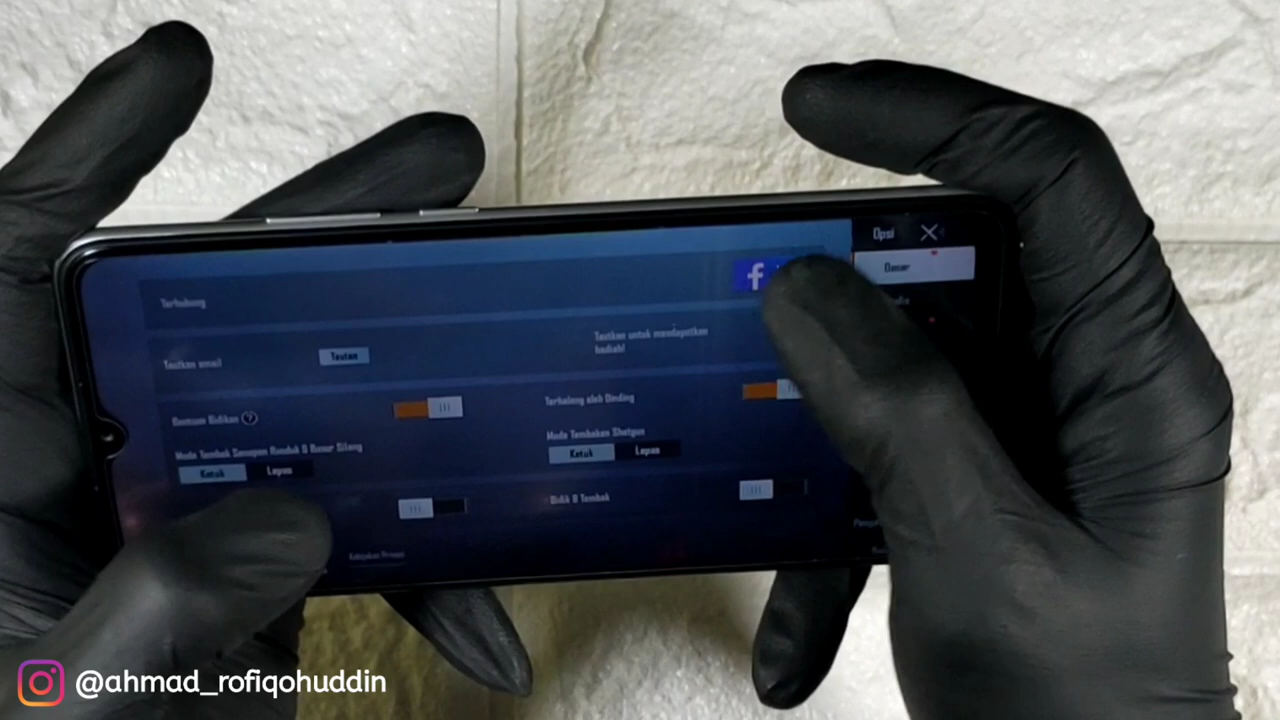 Opsi
Dasar
f
Terhubung
Tautkan untuk mendapatkan
hadiah!
Tautkan email
Tautan
Bantuan Bidikan ?
Terhalang oleh Dinding
Mode Tembak Senapan Runduk & Busur Silang
Mode Tembakan Shotgun
Ketuk
Lepas
Ketuk
Lepas
Bidik & Tembak
Kebijakan Privasi
@ahmad_rofiqohuddin